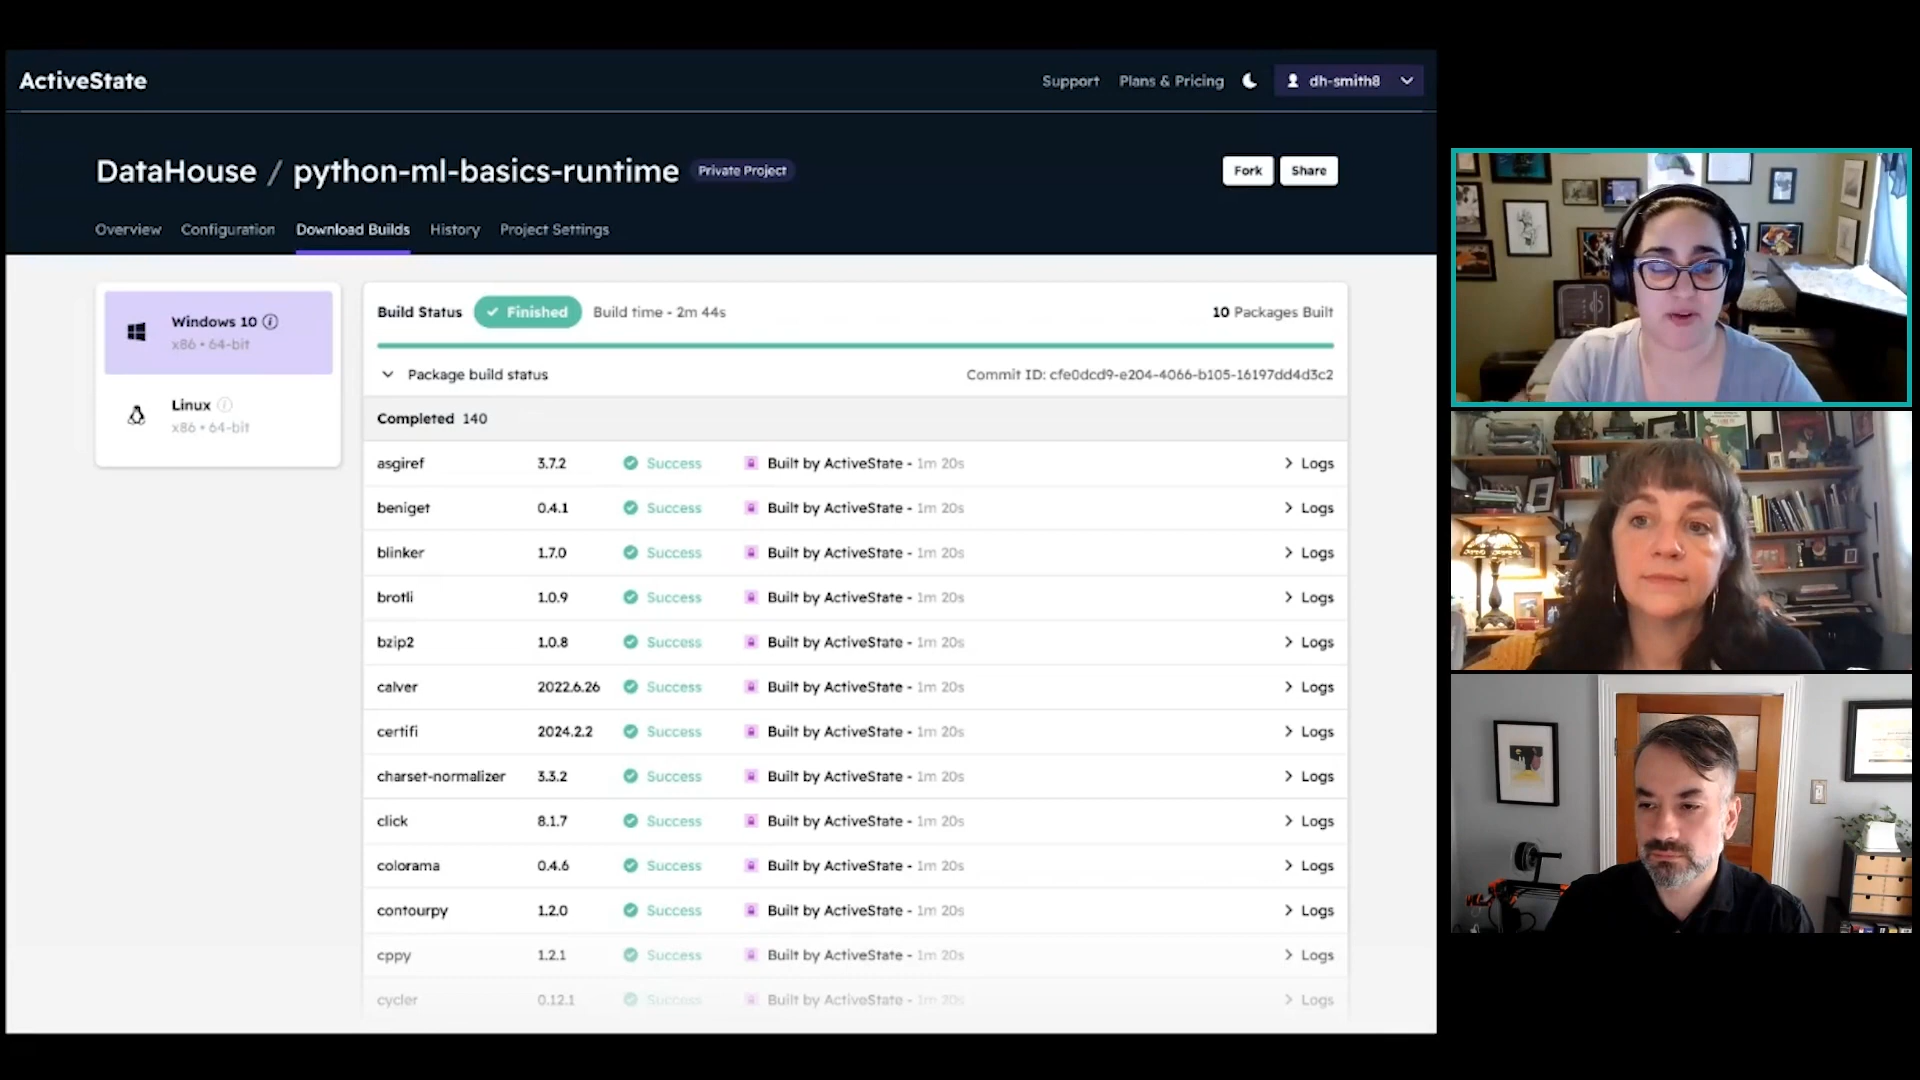 ActiveState
Support Plans & Pricing dh-smith8
DataHouse / python-ml-basics-runtime Private Project
Fork Share
Overview Configuration Download Builds History Project Settings
Windows 10
x86 • 64-bit
Linux
x86 • 64-bit
Build Status Finished Build time - 2m 44s 10 Packages Built
Package build status Commit ID: cfe0dcd9-e204-4066-b105-16197dd4d3c2
Completed 140
asgiref 3.7.2 Success Built by ActiveState - 1m 20s Logs
beniget 0.4.1 Success Built by ActiveState - 1m 20s Logs
blinker 1.7.0 Success Built by ActiveState - 1m 20s Logs
brotli 1.0.9 Success Built by ActiveState - 1m 20s Logs
bzip2 1.0.8 Success Built by ActiveState - 1m 20s Logs
calver 2022.6.26 Success Built by ActiveState - 1m 20s Logs
certifi 2024.2.2 Success Built by ActiveState - 1m 20s Logs
charset-normalizer 3.3.2 Success Built by ActiveState - 1m 20s Logs
click 8.1.7 Success Built by ActiveState - 1m 20s Logs
colorama 0.4.6 Success Built by ActiveState - 1m 20s Logs
contourpy 1.2.0 Success Built by ActiveState - 1m 20s Logs
cppy 1.2.1 Success Built by ActiveState - 1m 20s Logs
cycler 0.12.1 Success Built by ActiveState - 1m 20s Logs